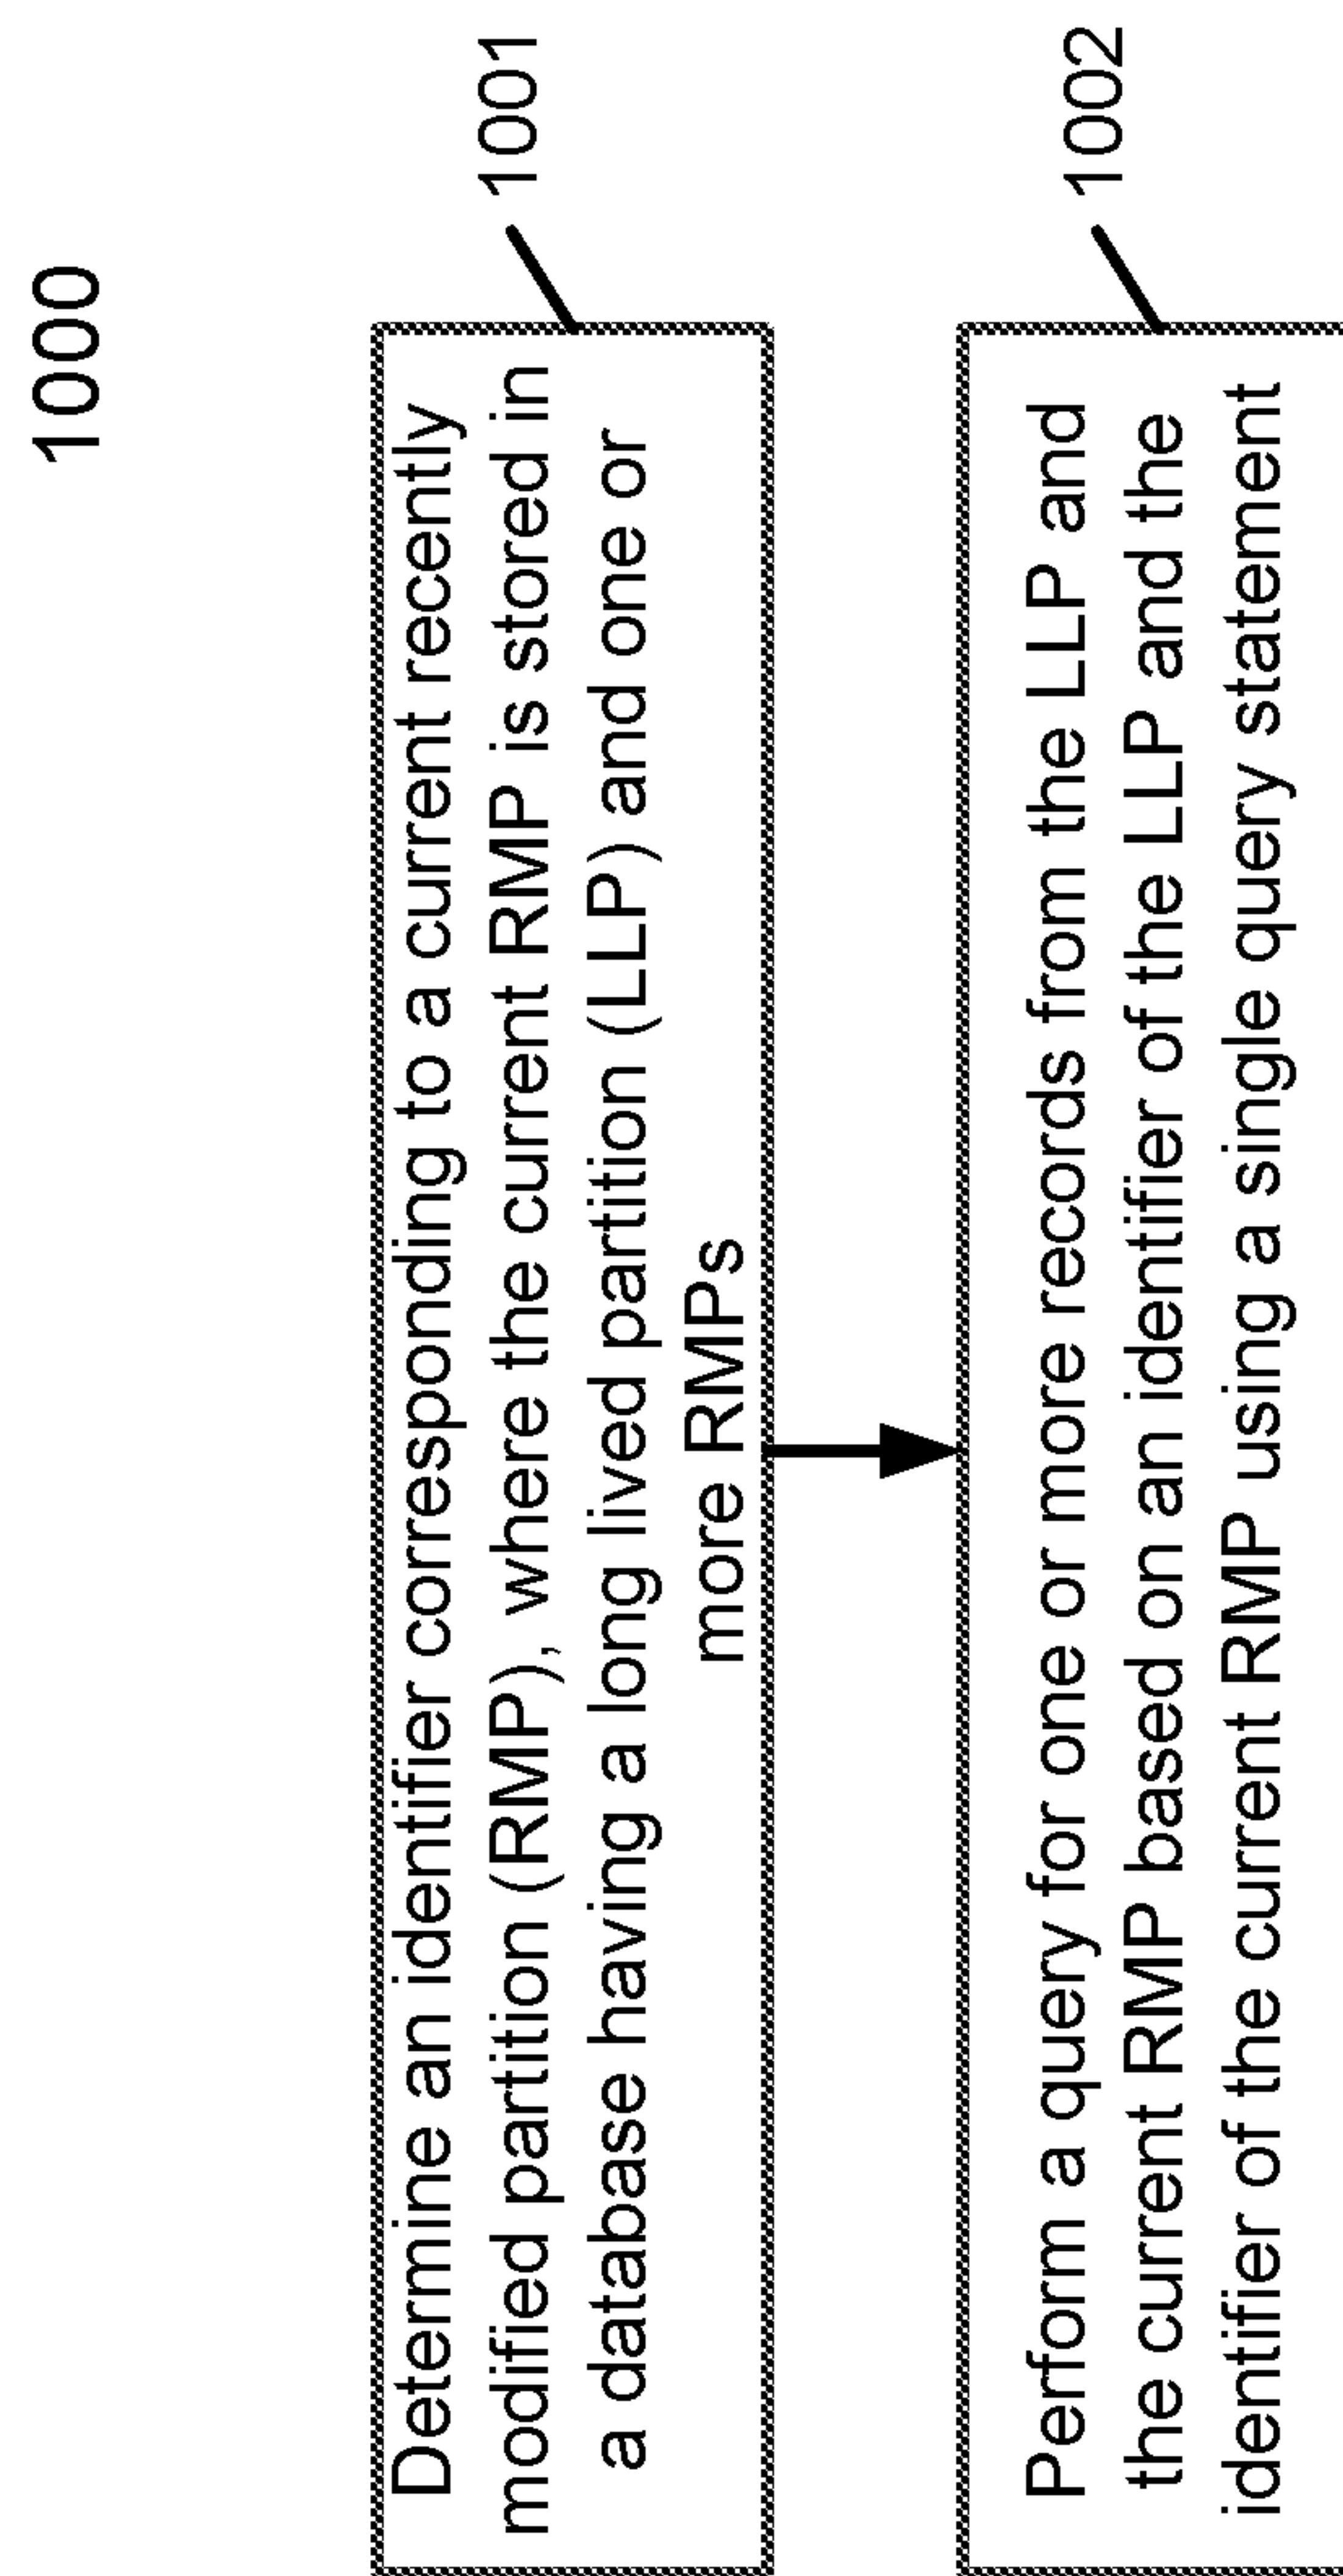 1000
Determine an identifier corresponding to a current recently
modified partition (RMP), where the current RMP is stored in
a database having a long lived partition (LLP) and one or
more RMPs
1001
Perform a query for one or more records from the LLP and
the current RMP based on an identifier of the LLP and the
identifier of the current RMP using a single query statement
1002